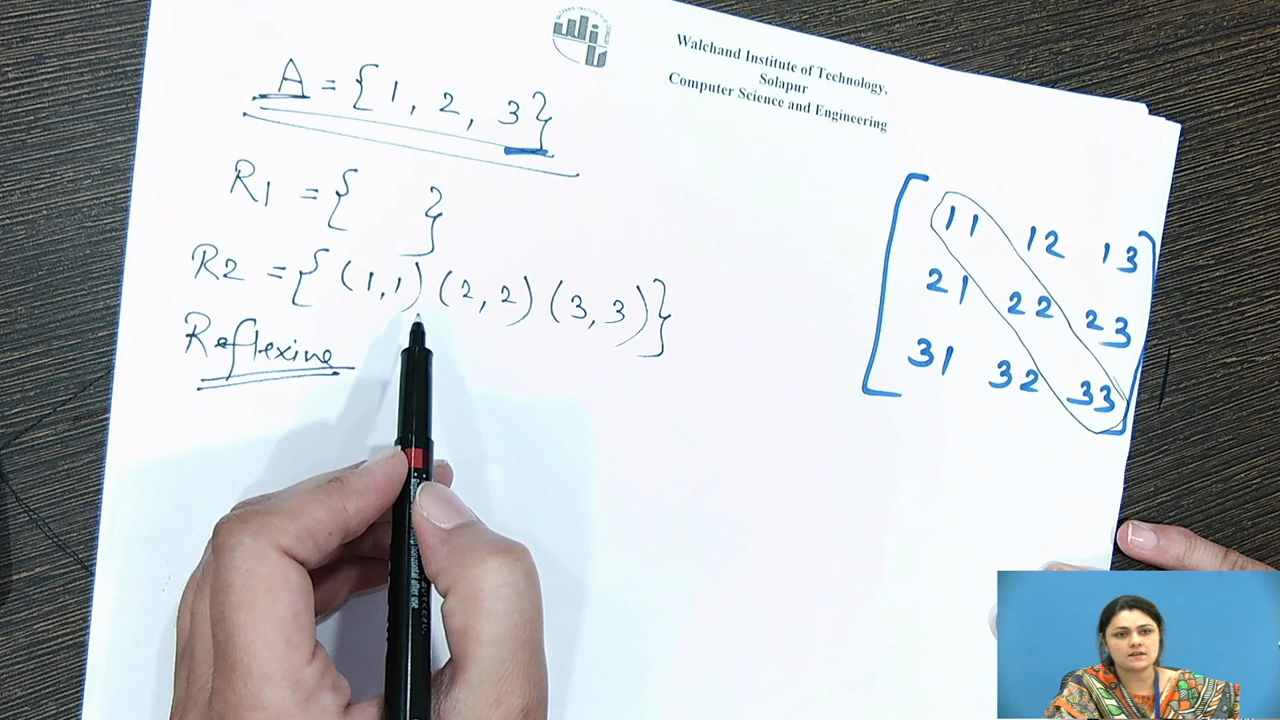 Walchand Institute of Technology,
Solapur
Computer Science and Engineering
A = {1, 2, 3}
R1 = { }
R2 = { (1,1) (2,2) (3,3) }
Reflexive
11 12 13
21 22 23
31 32 33